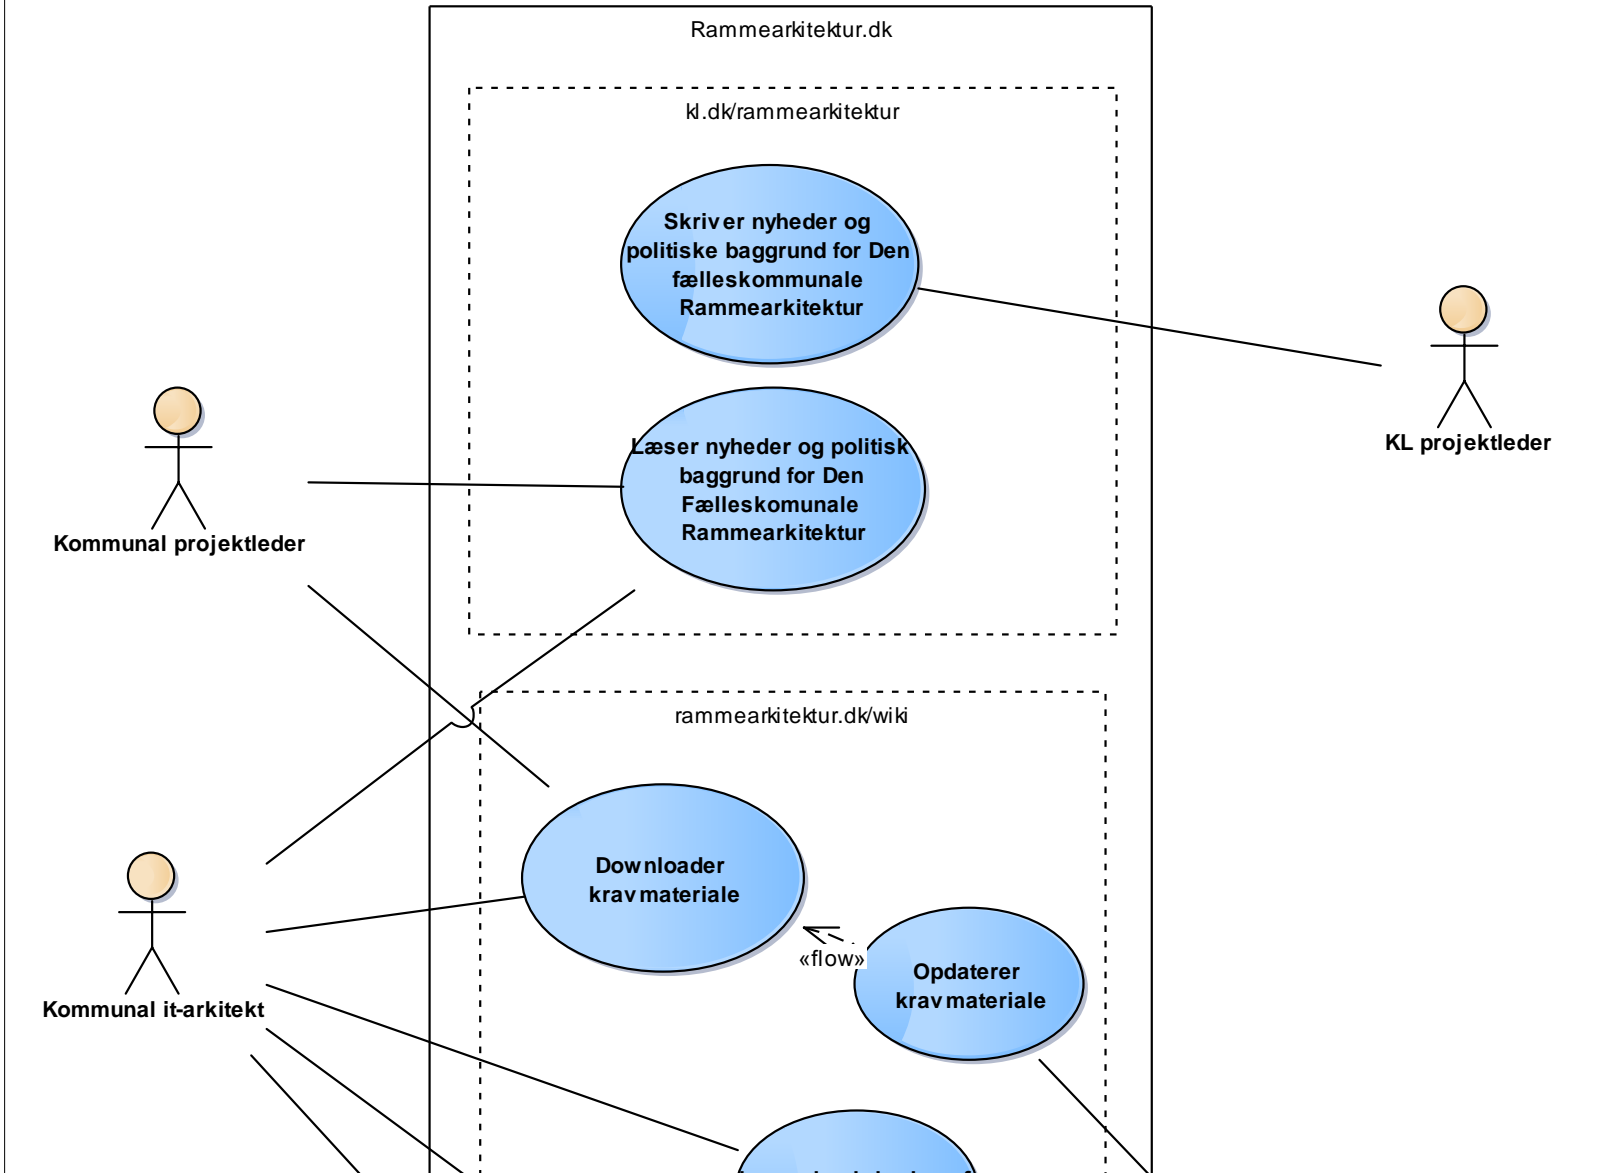 Rammearkitektur.dk
kl.dk/rammearkitektur
Skriver nyheder og
politiske baggrund for Den
fælleskommunale
Rammearkitektur
KL projektleder
Læser nyheder og politisk
baggrund for Den
Fælleskomunale
Rammearkitektur
Kommunal projektleder
rammearkitektur.dk/wiki
Downloader
kravmateriale
«flow»
Opdaterer
kravmateriale
Kommunal it-arkitekt